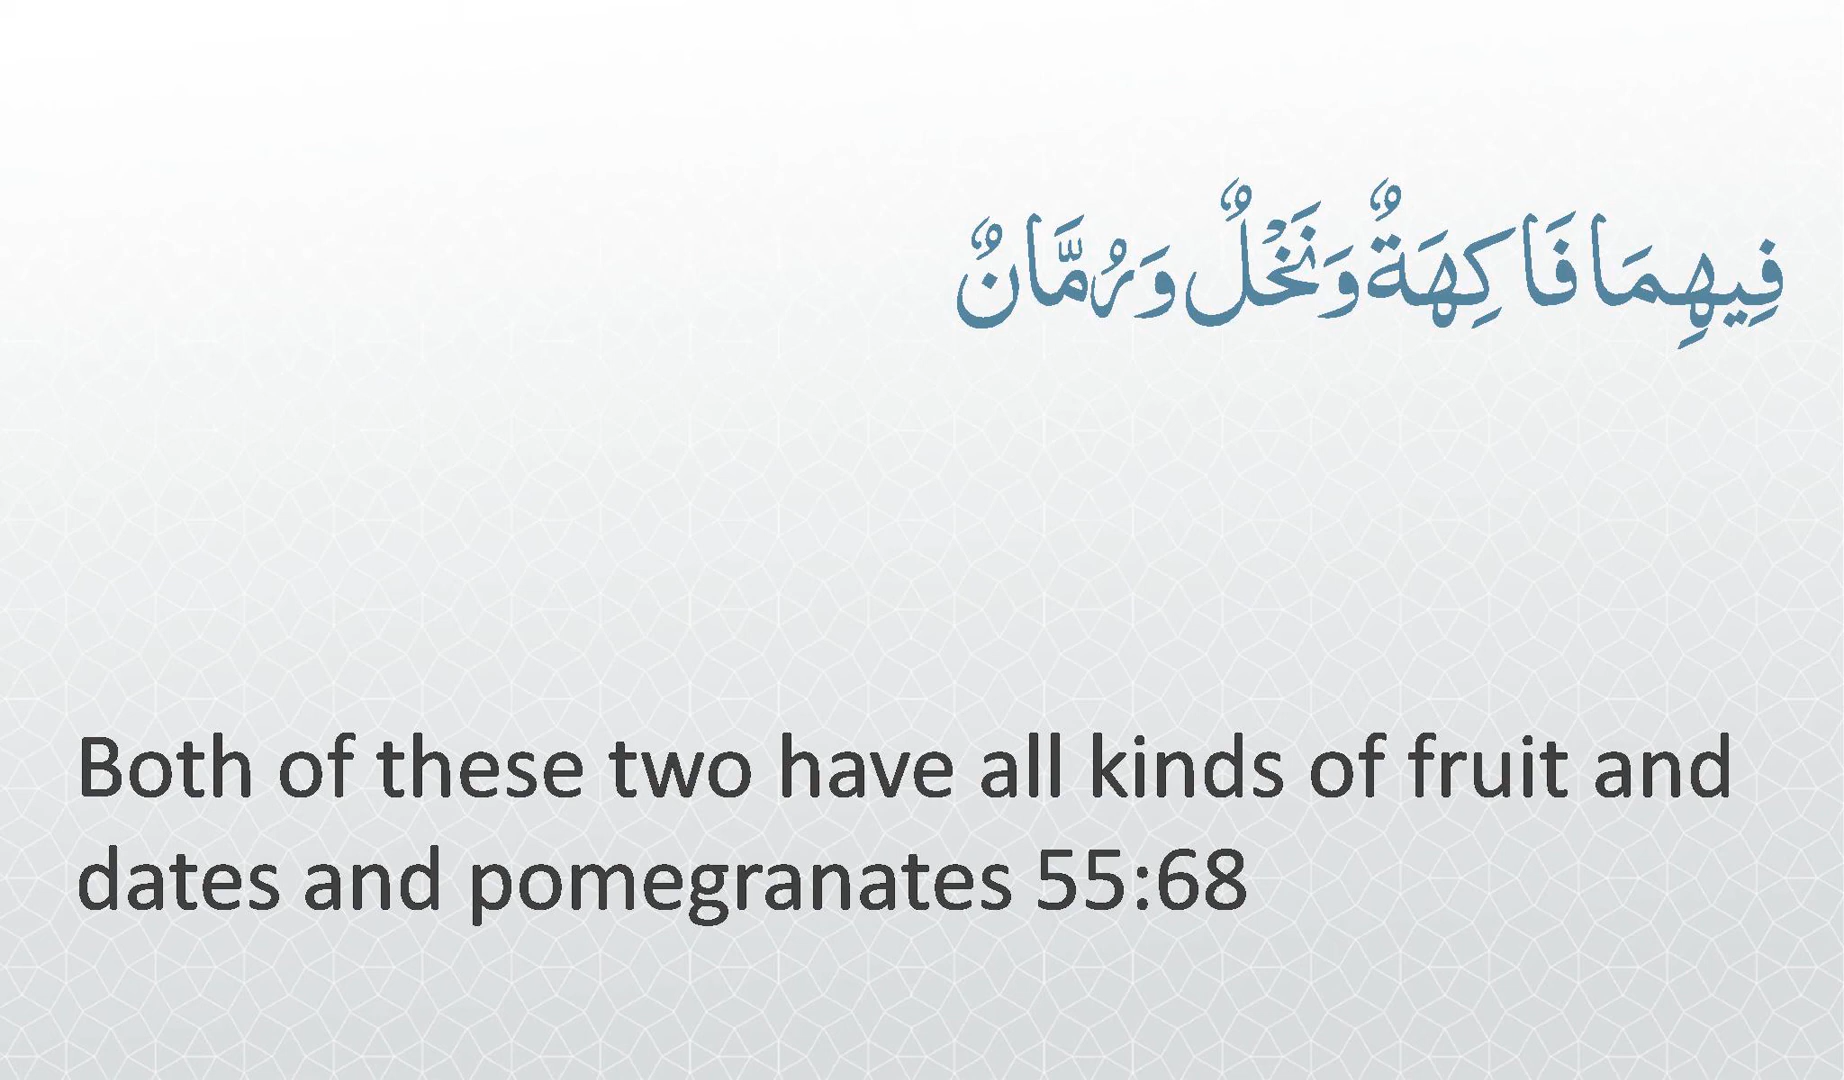 فِيهِمَا فَاكِهَةٌ وَنَخْلٌ وَرُمَّانٌ
Both of these two have all kinds of fruit and
dates and pomegranates 55:68